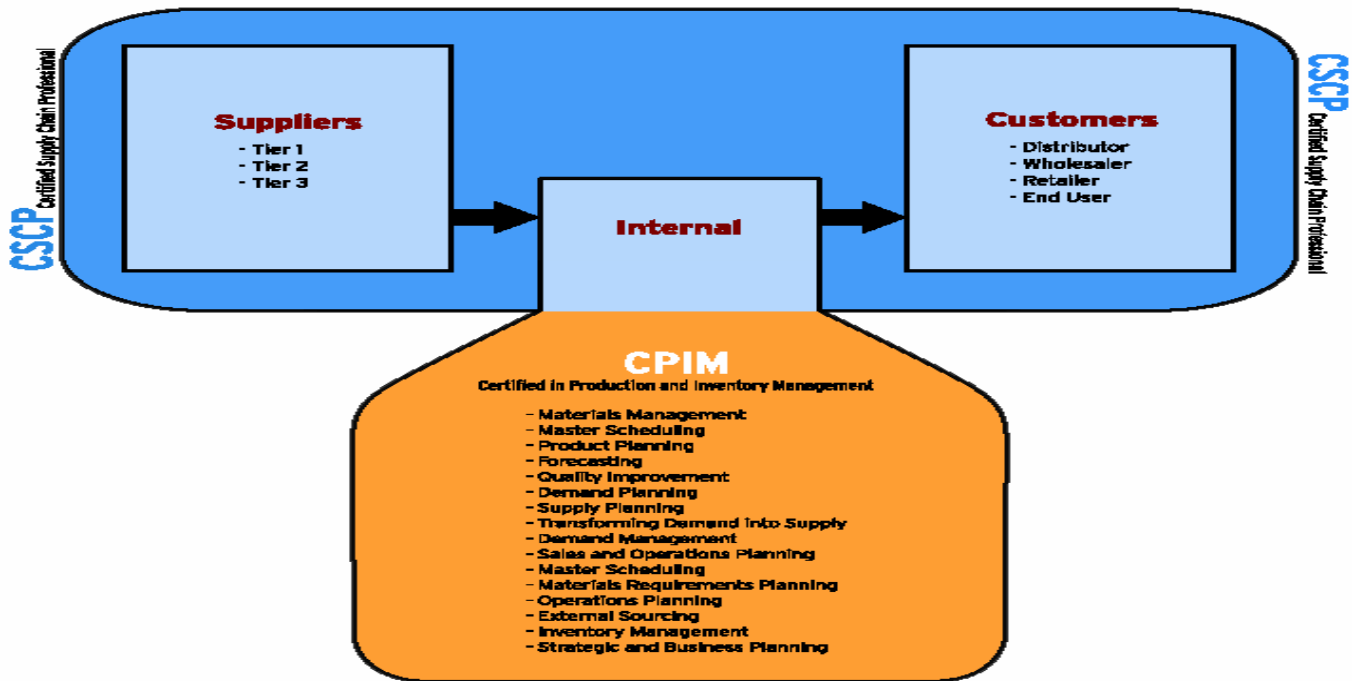 CSCP Certified Supply Chain Professional
Suppliers
- Tier 1
- Tier 2
- Tier 3
Internal
Customers
- Distributor
- Wholesaler
- Retailer
- End User
CSCP Certified Supply Chain Professional
CPIM
Certified in Production and Inventory Management
- Materials Management
- Master Scheduling
- Product Planning
- Forecasting
- Quality Improvement
- Demand Planning
- Supply Planning
- Transforming Demand into Supply
- Demand Management
- Sales and Operations Planning
- Master Scheduling
- Materials Requirements Planning
- Operations Planning
- External Sourcing
- Inventory Management
- Strategic and Business Planning